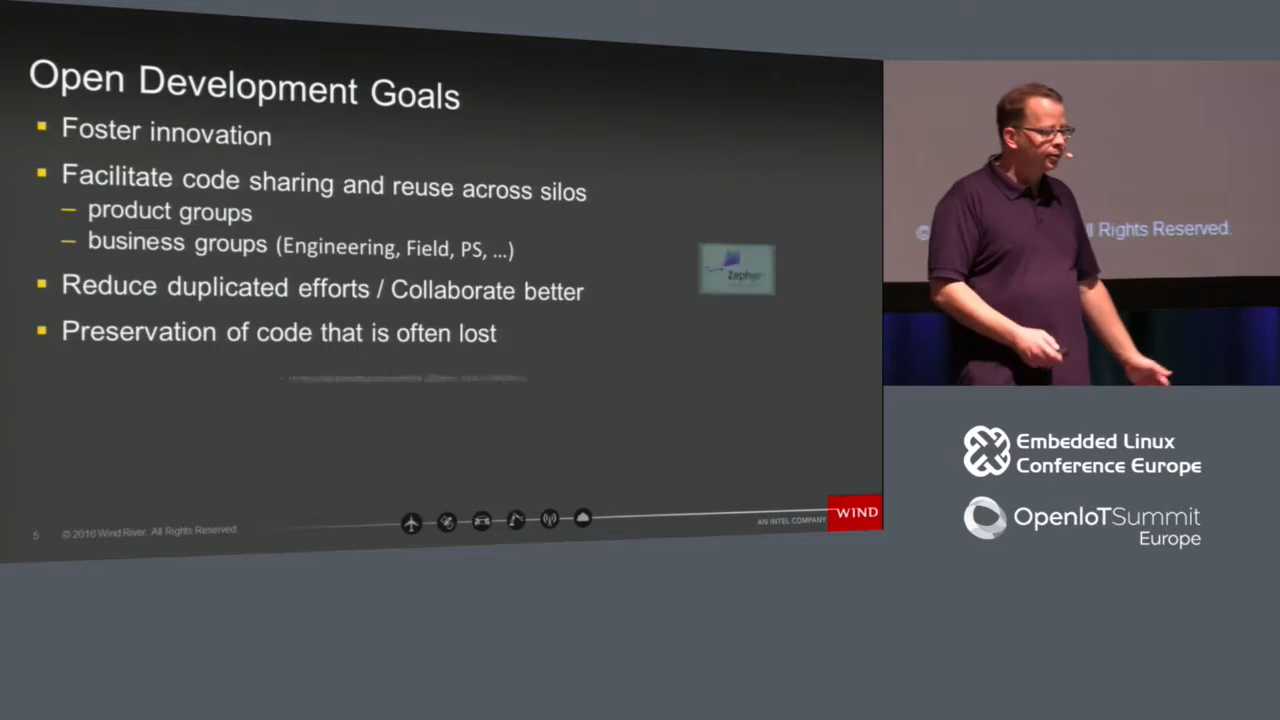 Open Development Goals
Foster innovation
Facilitate code sharing and reuse across silos
– product groups
– business groups (Engineering, Field, PS, ...)
Reduce duplicated efforts / Collaborate better
Preservation of code that is often lost
Zephyr
5 © 2016 Wind River. All Rights Reserved.
AN INTEL COMPANY
WIND
© ll Rights Reserved.
Embedded Linux
Conference Europe
OpenIoTSummit
Europe